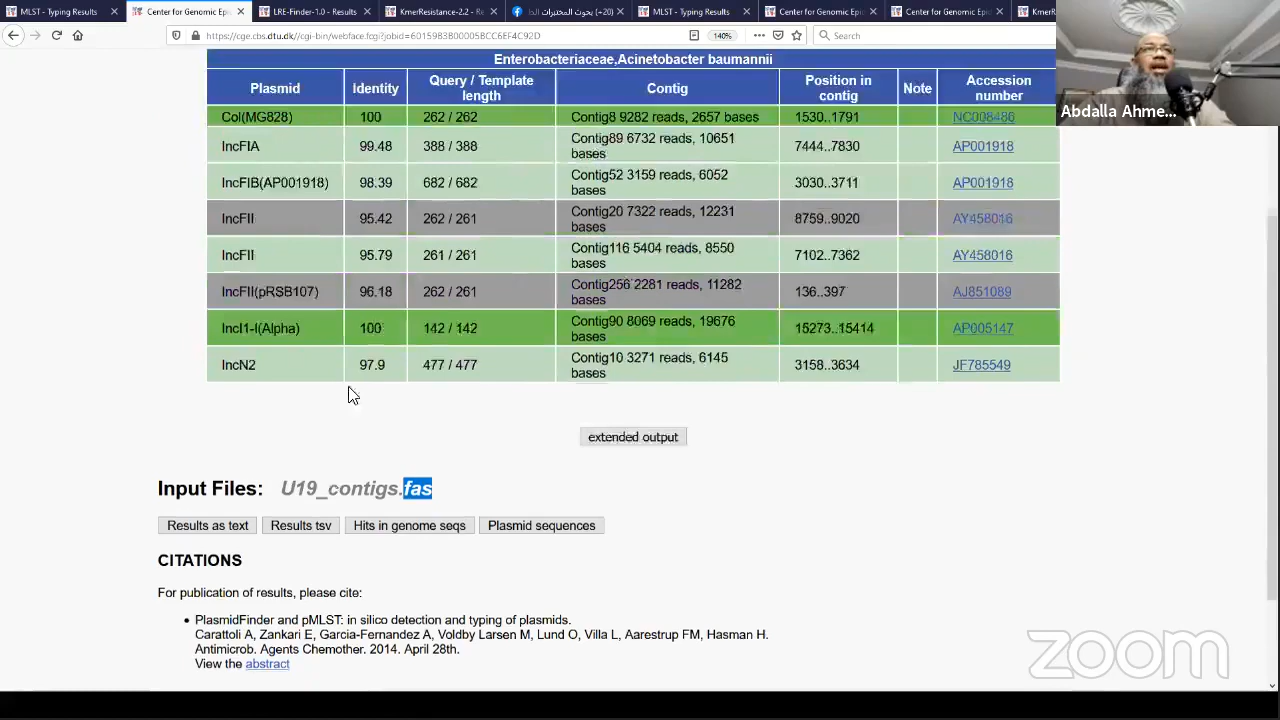 MLST - Typing Results
Center for Genomic Epi
LRE-Finder-1.0 - Results
KmerResistance-2.2 - Re
(20+) بحوث المختبرات الط
MLST - Typing Results
Center for Genomic Epi
Center for Genomic Epi
KmerR
https://cge.cbs.dtu.dk//cgi-bin/webface.fcgi?jobid=60159B3B00005BCC6EF4C92D
140%
Search
Abdalla Ahme...
Enterobacteriaceae,Acinetobacter baumannii
Plasmid Identity Query / Template length Contig Position in contig Note Accession number
Col(MG828) 100 262 / 262 Contig8 9282 reads, 2657 bases 1530..1791 NC008486
IncFIA 99.48 388 / 388 Contig89 6732 reads, 10651 bases 7444..7830 AP001918
IncFIB(AP001918) 98.39 682 / 682 Contig52 3159 reads, 6052 bases 3030..3711 AP001918
IncFII 95.42 262 / 261 Contig20 7322 reads, 12231 bases 8759..9020 AY458016
IncFII 95.79 261 / 261 Contig116 5404 reads, 8550 bases 7102..7362 AY458016
IncFII(pRSB107) 96.18 262 / 261 Contig256 2281 reads, 11282 bases 136..397 AJ851089
IncI1-I(Alpha) 100 142 / 142 Contig90 8069 reads, 19676 bases 15273..15414 AP005147
IncN2 97.9 477 / 477 Contig10 3271 reads, 6145 bases 3158..3634 JF785549
extended output
Input Files: U19_contigs.fas
Results as text Results tsv Hits in genome seqs Plasmid sequences
CITATIONS
For publication of results, please cite:
• PlasmidFinder and pMLST: in silico detection and typing of plasmids.
Carattoli A, Zankari E, Garcia-Fernandez A, Voldby Larsen M, Lund O, Villa L, Aarestrup FM, Hasman H.
Antimicrob. Agents Chemother. 2014. April 28th.
View the abstract
zoom